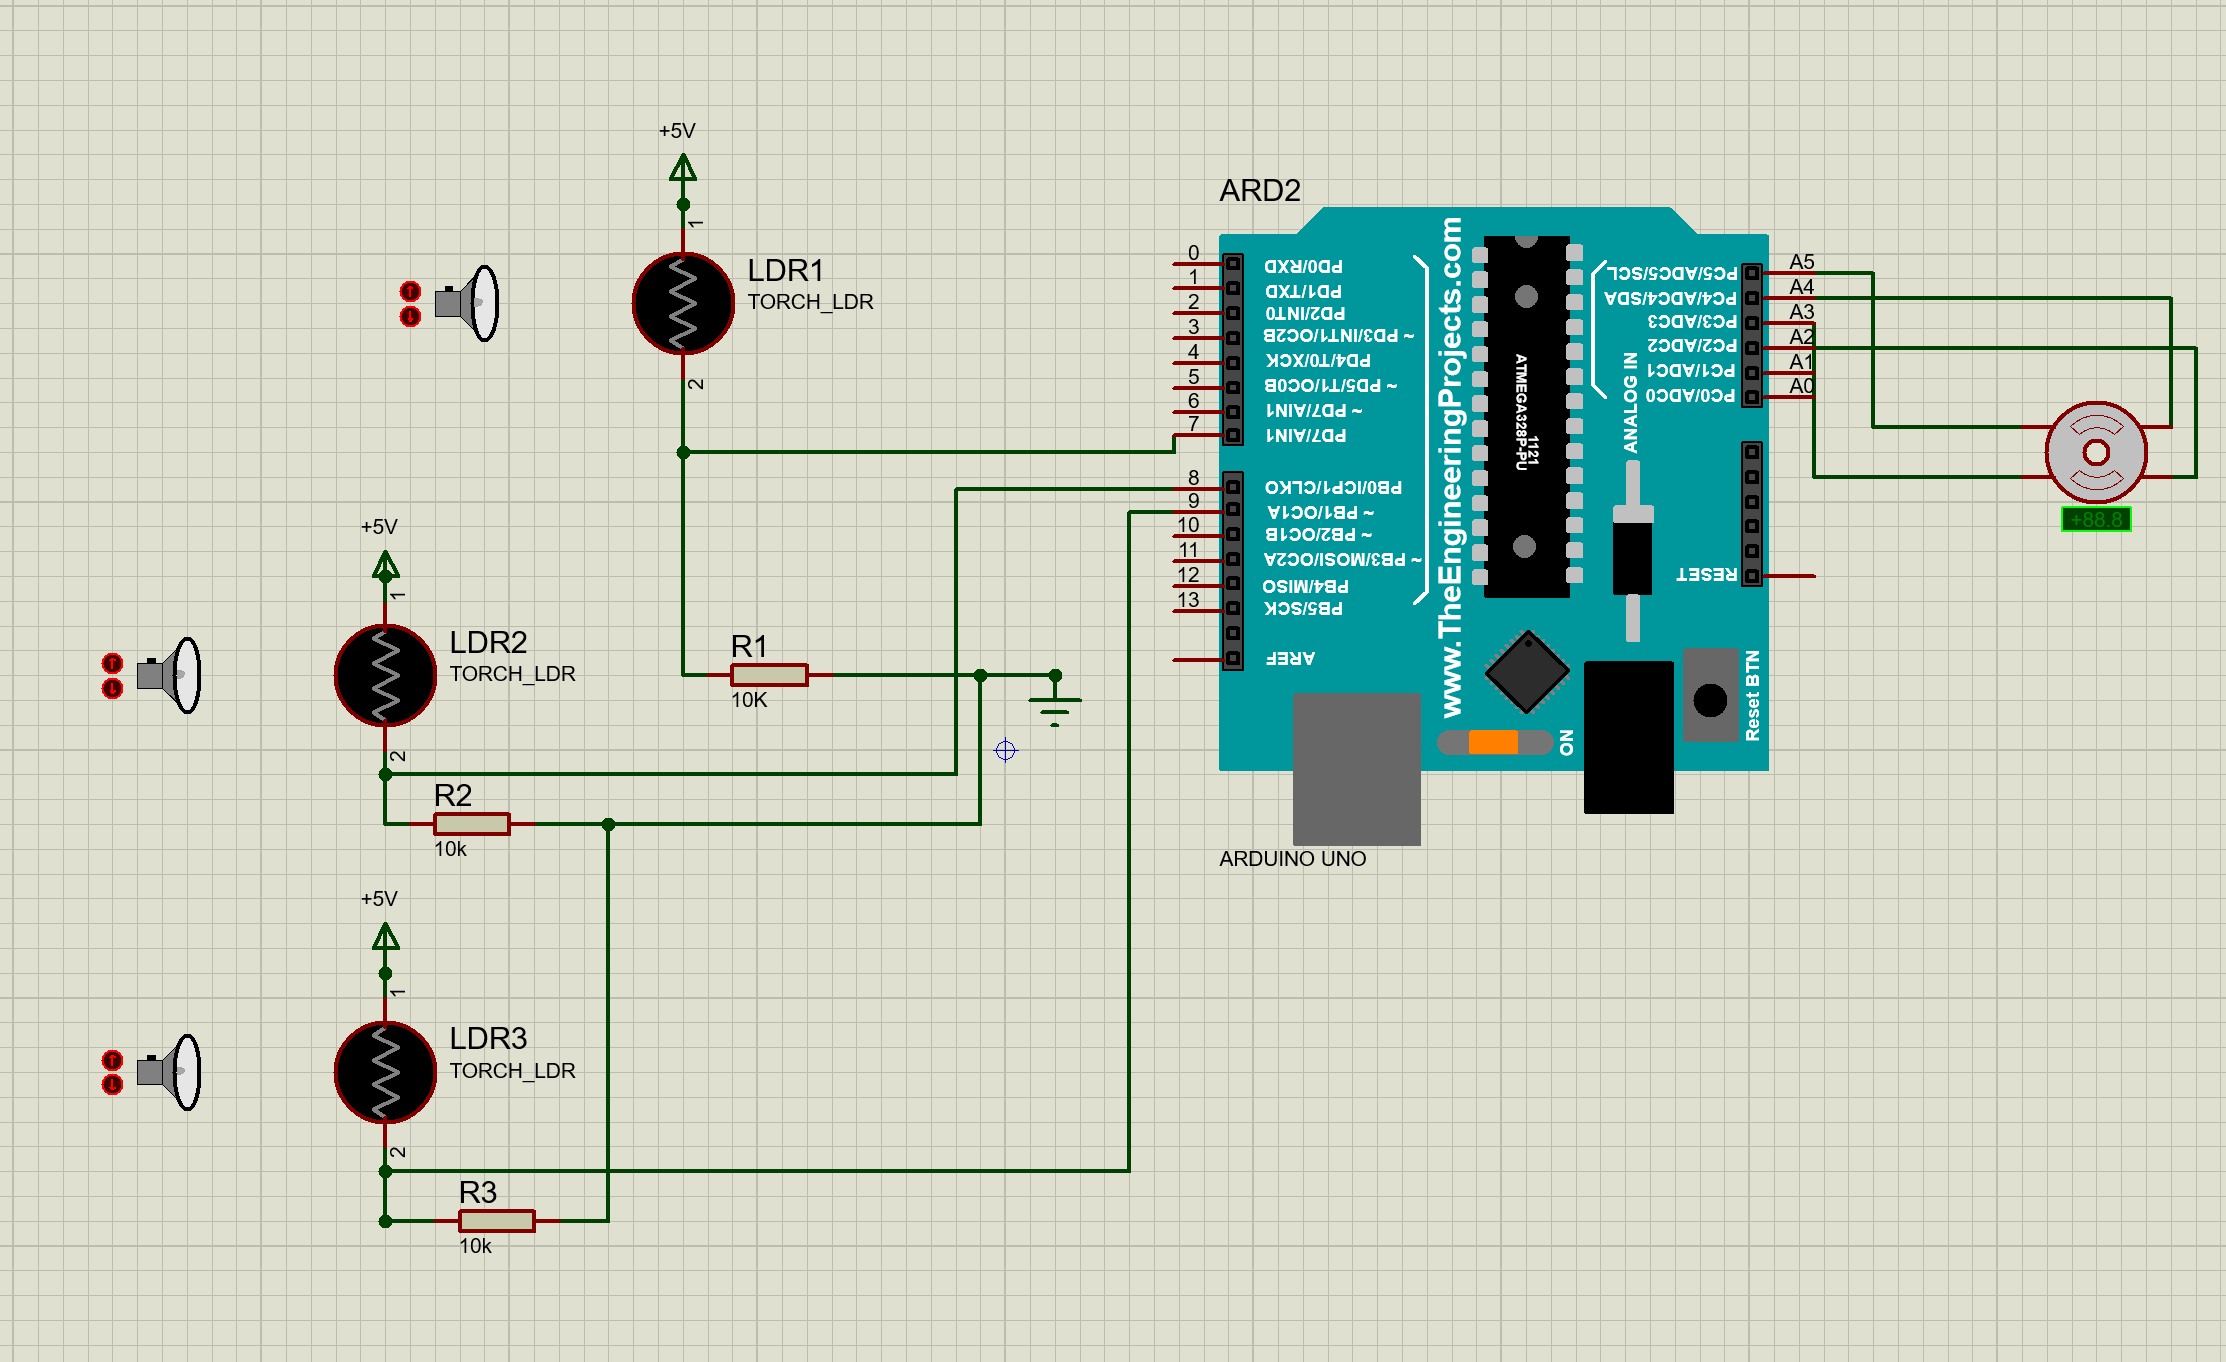 +5V
1
LDR1
TORCH_LDR
2
+5V
1
LDR2
TORCH_LDR
2
R1
10K
R2
10k
+5V
1
LDR3
TORCH_LDR
2
R3
10k
ARD2
0
1
2
3
4
5
6
7
8
9
10
11
12
13
PD0/RXD
PD1/TXD
PD2/INT0
~ PD3/INT1/OC2B
PD4/T0/XCK
~ PD5/T1/OC0B
~ PD7/AIN1
PD7/AIN1
PB0/ICP1/CLKO
~ PB1/OC1A
~ PB2/OC1B
~ PB3/MOSI/OC2A
PB4/MISO
PB5/SCK
AREF
www.TheEngineeringProjects.com
ATMEGA328P-PU
1121
ANALOG IN
PC5/ADC5/SCL
PC4/ADC4/SDA
PC3/ADC3
PC2/ADC2
PC1/ADC1
PC0/ADC0
RESET
A5
A4
A3
A2
A1
A0
ON
Reset BTN
ARDUINO UNO
+88.8